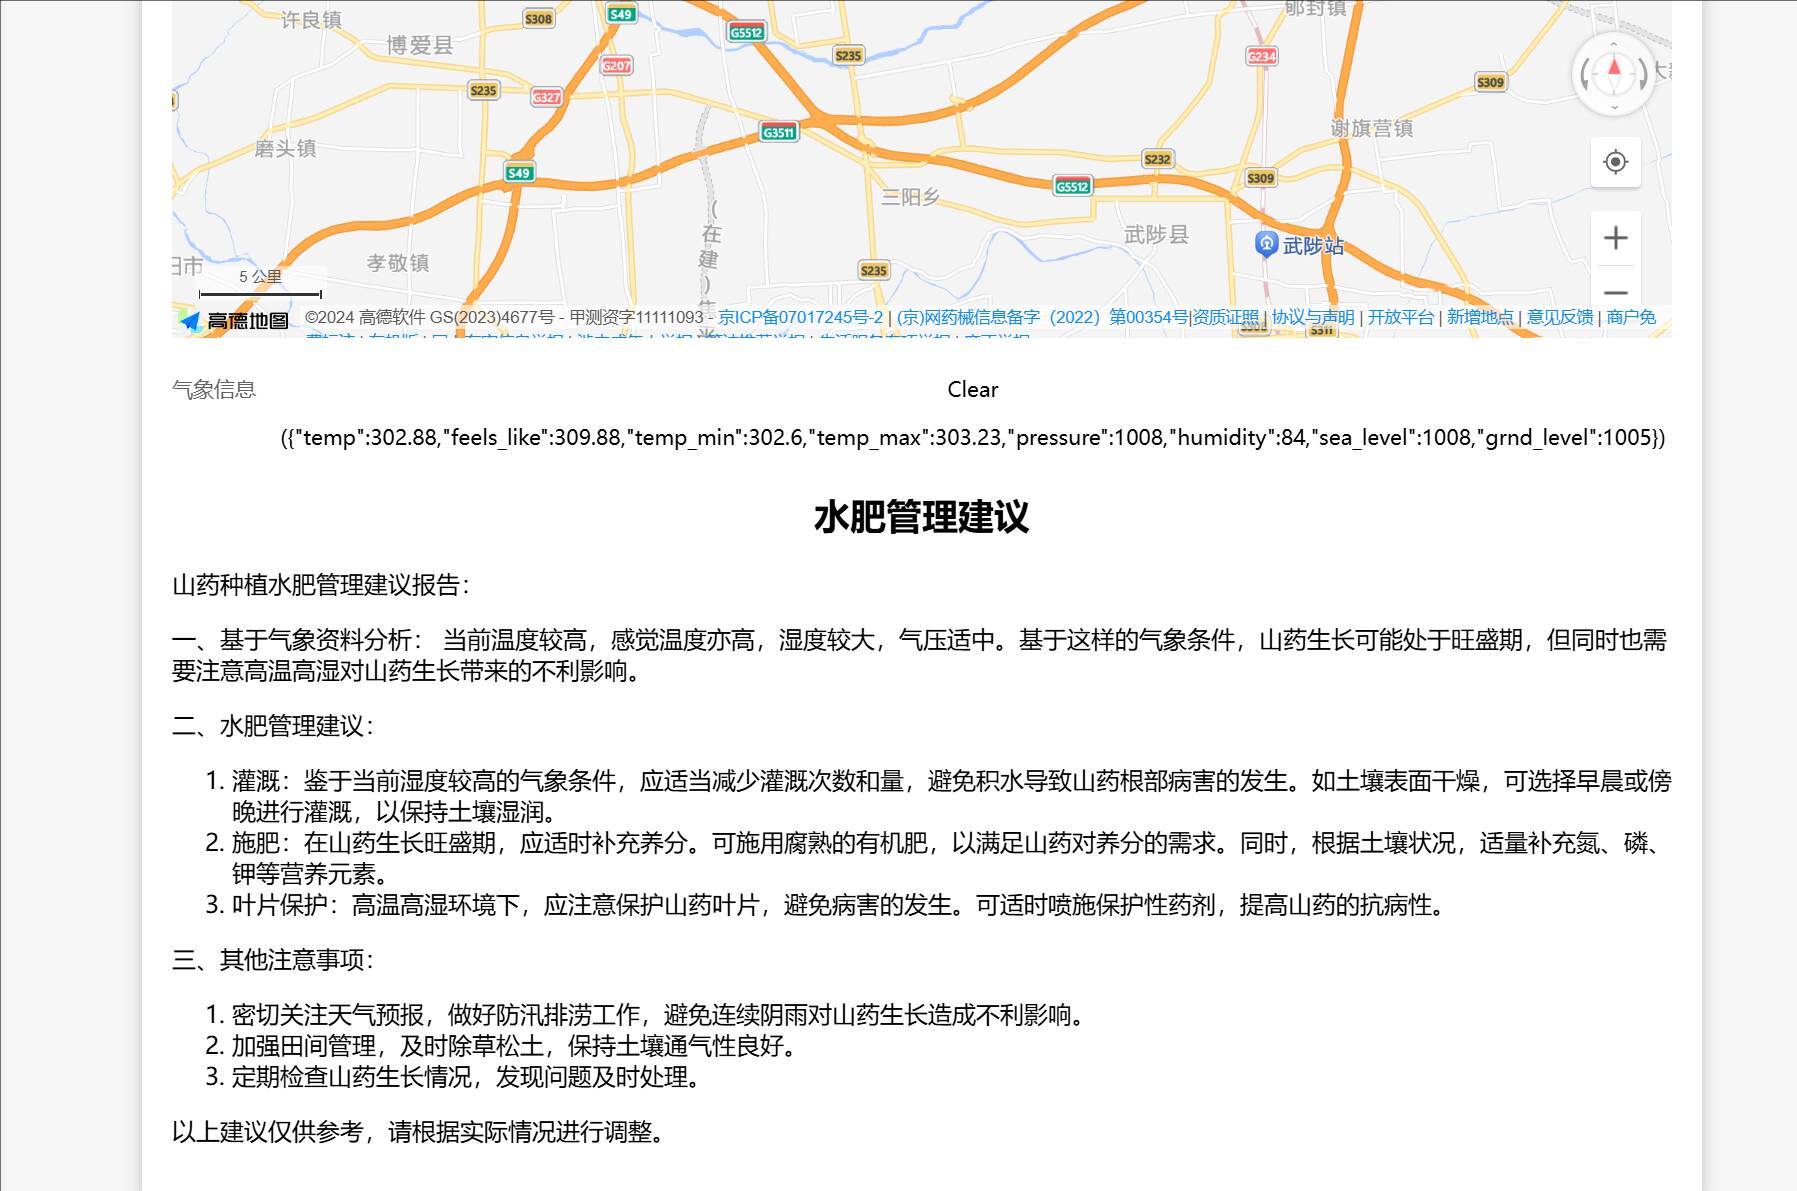 许良镇
S308
S49
G5512
郇封镇
博爱县
S235
G207
G234
S235
G327
S309
磨头镇
G3511
谢旗营镇
S49
S232
S309
G5512
三阳乡
武陟县
(在建)
武陟站
孝敬镇
S235
5 公里
高德地图
©2024 高德软件 GS(2023)4677号 - 甲测资字11111093 - 京ICP备07017245号-2 | (京)网药械信息备字（2022）第00354号|资质证照 | 协议与声明 | 开放平台 | 新增地点 | 意见反馈 | 商户免
S311
气象信息
Clear
({"temp":302.88,"feels_like":309.88,"temp_min":302.6,"temp_max":303.23,"pressure":1008,"humidity":84,"sea_level":1008,"grnd_level":1005})
水肥管理建议
山药种植水肥管理建议报告：
一、基于气象资料分析： 当前温度较高，感觉温度亦高，湿度较大，气压适中。基于这样的气象条件，山药生长可能处于旺盛期，但同时也需
要注意高温高湿对山药生长带来的不利影响。
二、水肥管理建议：
1. 灌溉：鉴于当前湿度较高的气象条件，应适当减少灌溉次数和量，避免积水导致山药根部病害的发生。如土壤表面干燥，可选择早晨或傍
晚进行灌溉，以保持土壤湿润。
2. 施肥：在山药生长旺盛期，应适时补充养分。可施用腐熟的有机肥，以满足山药对养分的需求。同时，根据土壤状况，适量补充氮、磷、
钾等营养元素。
3. 叶片保护：高温高湿环境下，应注意保护山药叶片，避免病害的发生。可适时喷施保护性药剂，提高山药的抗病性。
三、其他注意事项：
1. 密切关注天气预报，做好防汛排涝工作，避免连续阴雨对山药生长造成不利影响。
2. 加强田间管理，及时除草松土，保持土壤通气性良好。
3. 定期检查山药生长情况，发现问题及时处理。
以上建议仅供参考，请根据实际情况进行调整。